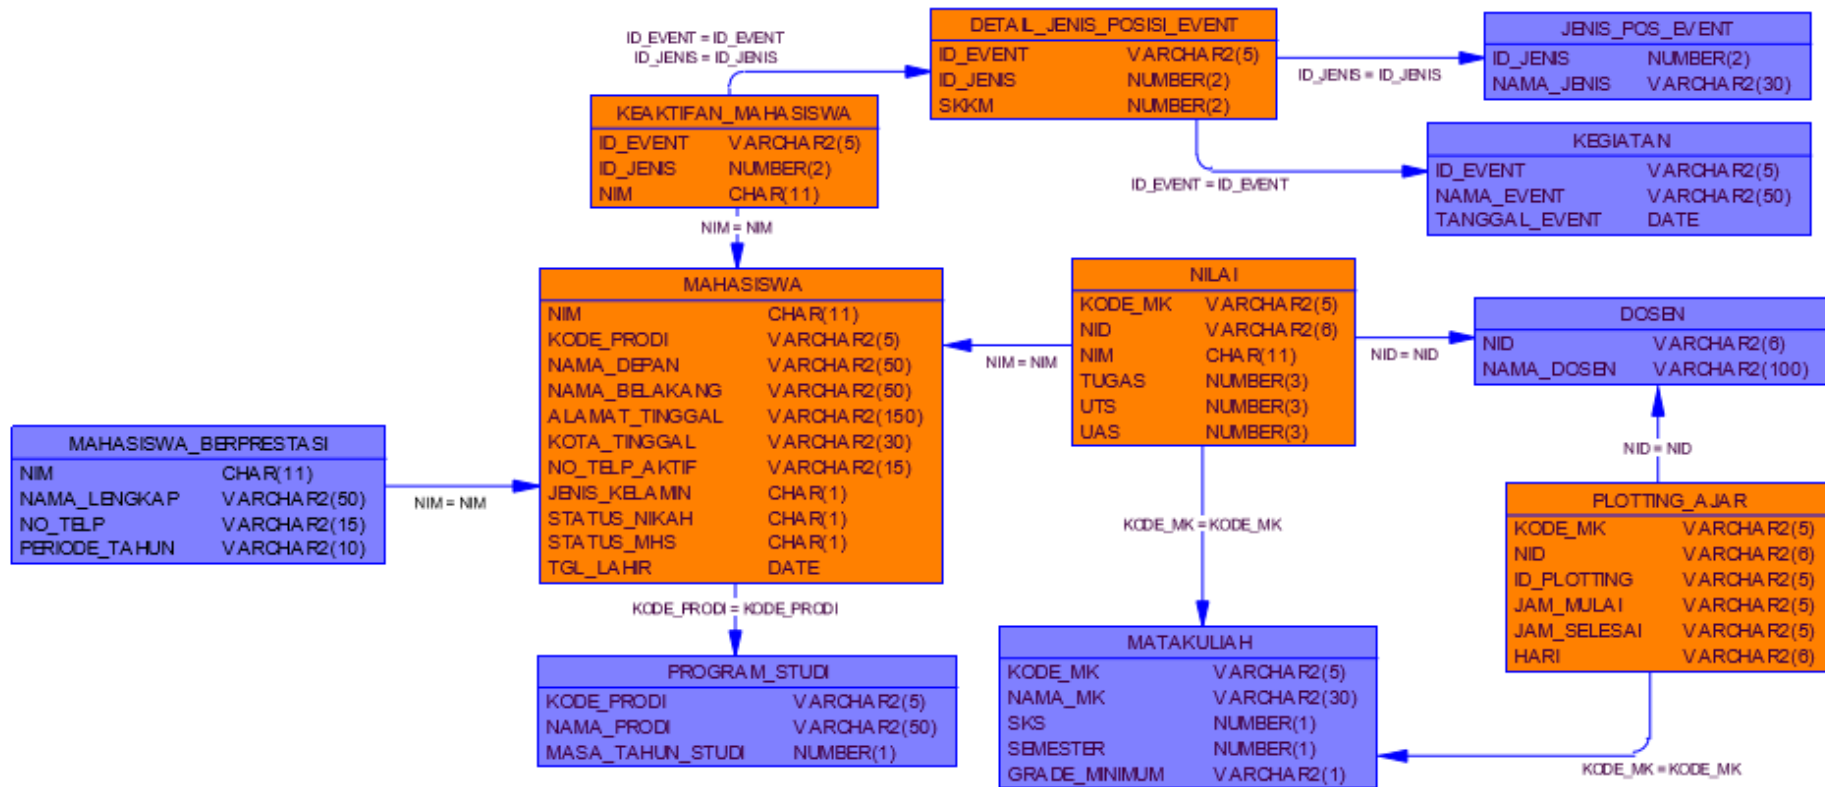 ID_EVENT = ID_EVENT
ID_JENIS = ID_JENIS
DETAIL_JENIS_POSISI_EVENT
ID_EVENT VARCHAR2(5)
ID_JENIS NUMBER(2)
SKKM NUMBER(2)
ID_JENIS = ID_JENIS
JENIS_POS_EVENT
ID_JENIS NUMBER(2)
NAMA_JENIS VARCHAR2(30)
KEAKTIFAN_MAHASISWA
ID_EVENT VARCHAR2(5)
ID_JENIS NUMBER(2)
NIM CHAR(11)
ID_EVENT = ID_EVENT
KEGIATAN
ID_EVENT VARCHAR2(5)
NAMA_EVENT VARCHAR2(50)
TANGGAL_EVENT DATE
NIM = NIM
MAHASISWA
NIM CHAR(11)
KODE_PRODI VARCHAR2(5)
NAMA_DEPAN VARCHAR2(50)
NAMA_BELAKANG VARCHAR2(50)
ALAMAT_TINGGAL VARCHAR2(150)
KOTA_TINGGAL VARCHAR2(30)
NO_TELP_AKTIF VARCHAR2(15)
JENIS_KELAMIN CHAR(1)
STATUS_NIKAH CHAR(1)
STATUS_MHS CHAR(1)
TGL_LAHIR DATE
NIM = NIM
NILAI
KODE_MK VARCHAR2(5)
NID VARCHAR2(6)
NIM CHAR(11)
TUGAS NUMBER(3)
UTS NUMBER(3)
UAS NUMBER(3)
NID = NID
DOSEN
NID VARCHAR2(6)
NAMA_DOSEN VARCHAR2(100)
NID = NID
MAHASISWA_BERPRESTASI
NIM CHAR(11)
NAMA_LENGKAP VARCHAR2(50)
NO_TELP VARCHAR2(15)
PERIODE_TAHUN VARCHAR2(10)
NIM = NIM
KODE_MK = KODE_MK
PLOTTING_AJAR
KODE_MK VARCHAR2(5)
NID VARCHAR2(6)
ID_PLOTTING VARCHAR2(5)
JAM_MULAI VARCHAR2(5)
JAM_SELESAI VARCHAR2(5)
HARI VARCHAR2(6)
KODE_PRODI = KODE_PRODI
PROGRAM_STUDI
KODE_PRODI VARCHAR2(5)
NAMA_PRODI VARCHAR2(50)
MASA_TAHUN_STUDI NUMBER(1)
MATAKULIAH
KODE_MK VARCHAR2(5)
NAMA_MK VARCHAR2(30)
SKS NUMBER(1)
SEMESTER NUMBER(1)
GRADE_MINIMUM VARCHAR2(1)
KODE_MK = KODE_MK